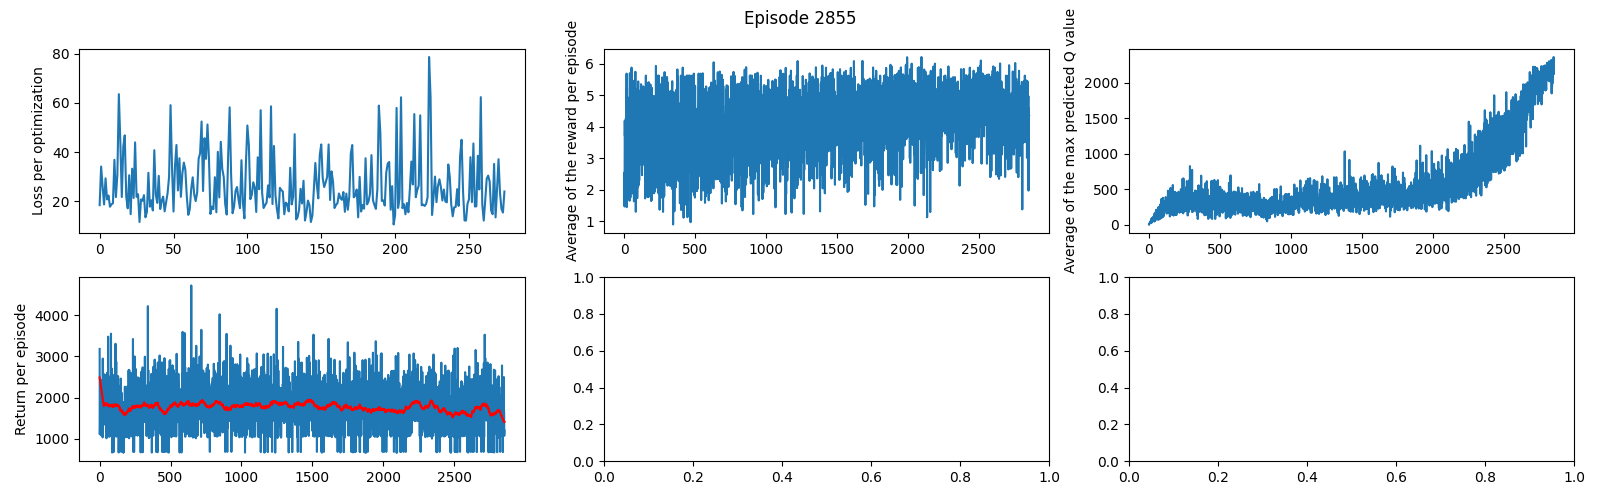 Episode 2855
Loss per optimization
80
60
40
20
0 50 100 150 200 250
Average of the reward per episode
6
5
4
3
2
1
0 500 1000 1500 2000 2500
Average of the max predicted Q value
2000
1500
1000
500
0
0 500 1000 1500 2000 2500
Return per episode
4000
3000
2000
1000
0 500 1000 1500 2000 2500
1.0
0.8
0.6
0.4
0.2
0.0
0.0 0.2 0.4 0.6 0.8 1.0
1.0
0.8
0.6
0.4
0.2
0.0
0.0 0.2 0.4 0.6 0.8 1.0